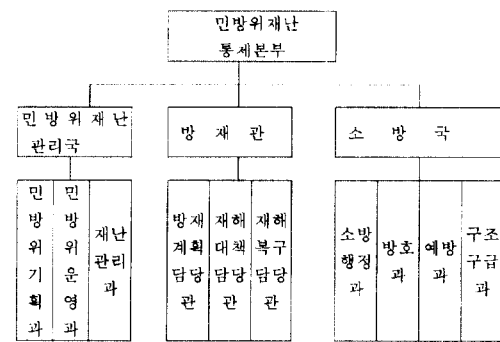 민방위재난
통제본부
민방위재난
관리국
방재관
소방국
민방위기획과
민방위운영과
재난
관리
과
방재
계획
담당
관
재해
대책
담당
관
재해
복구
담당
관
소방
행정
과
방호
과
예방
과
구조
구급
과